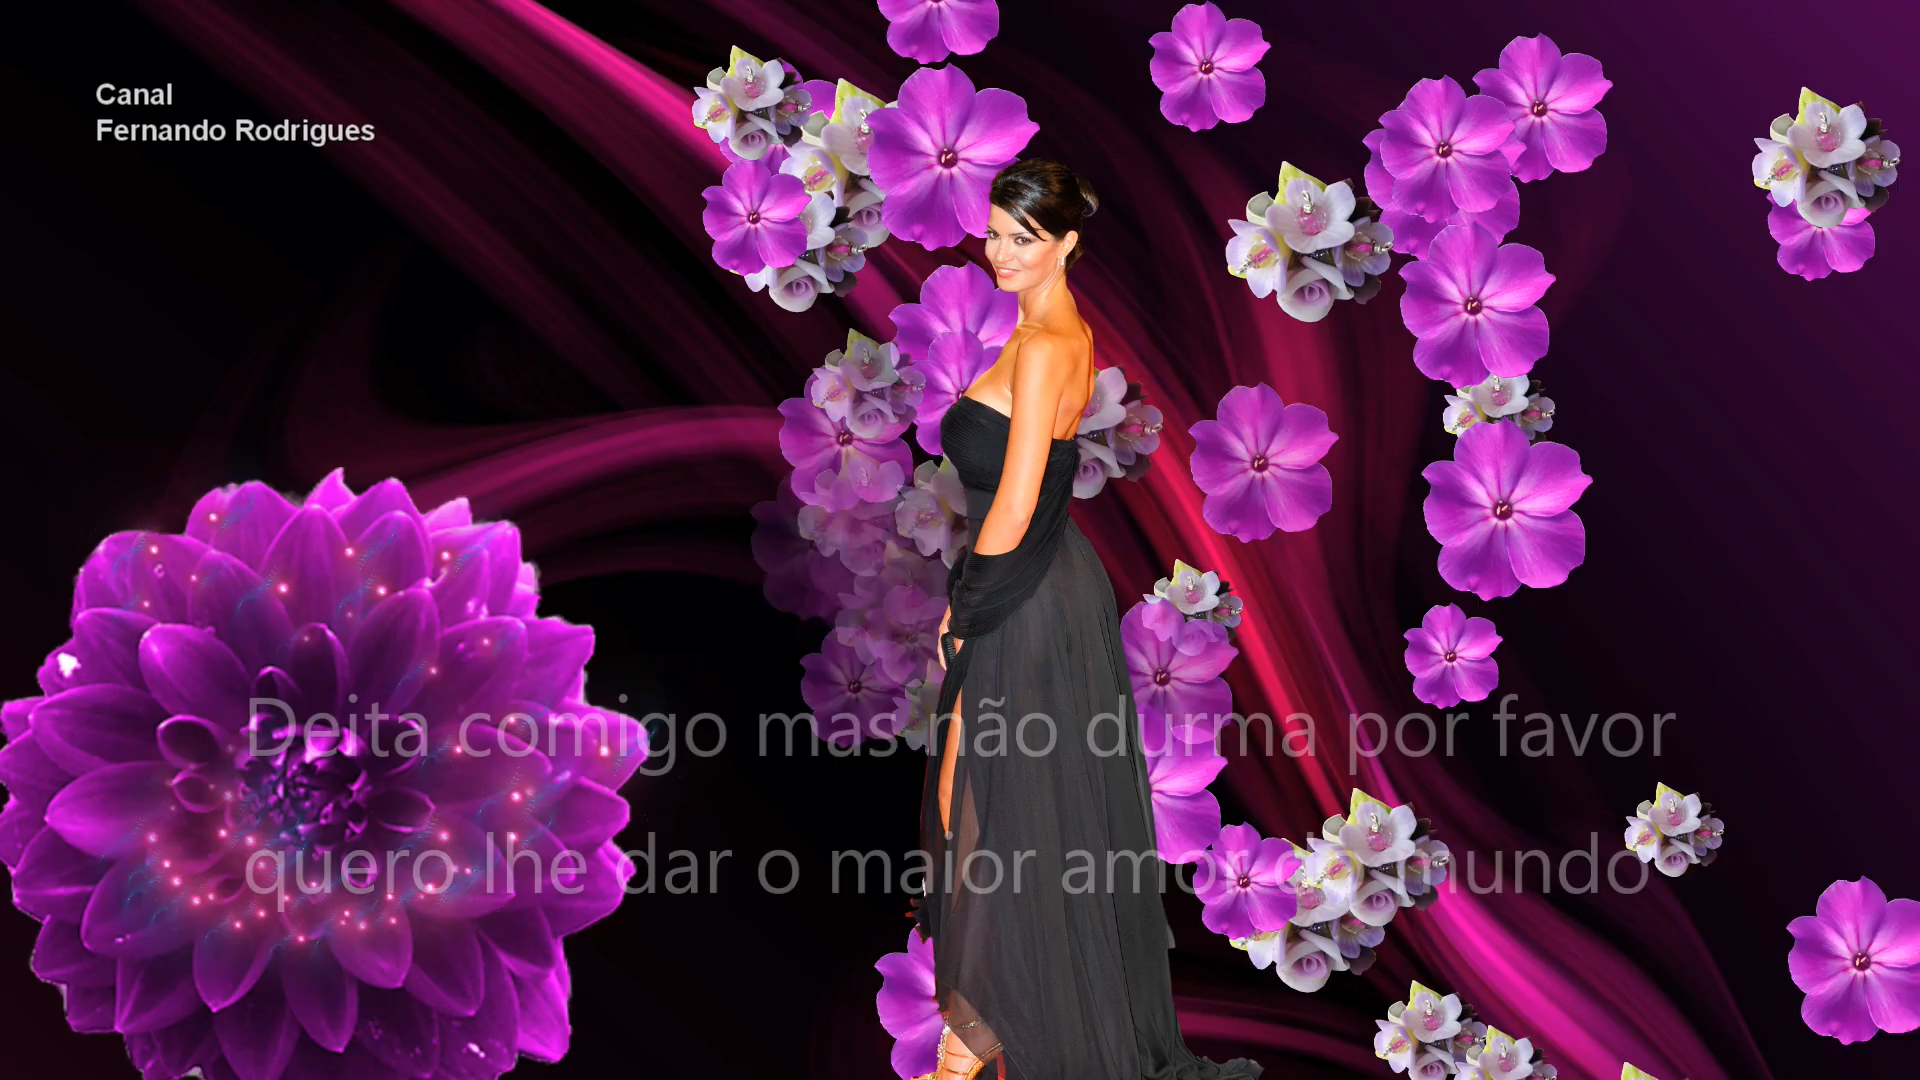 Canal
Fernando Rodrigues
Deita comigo mas não durma por favor
quero lhe dar o maior amor do mundo